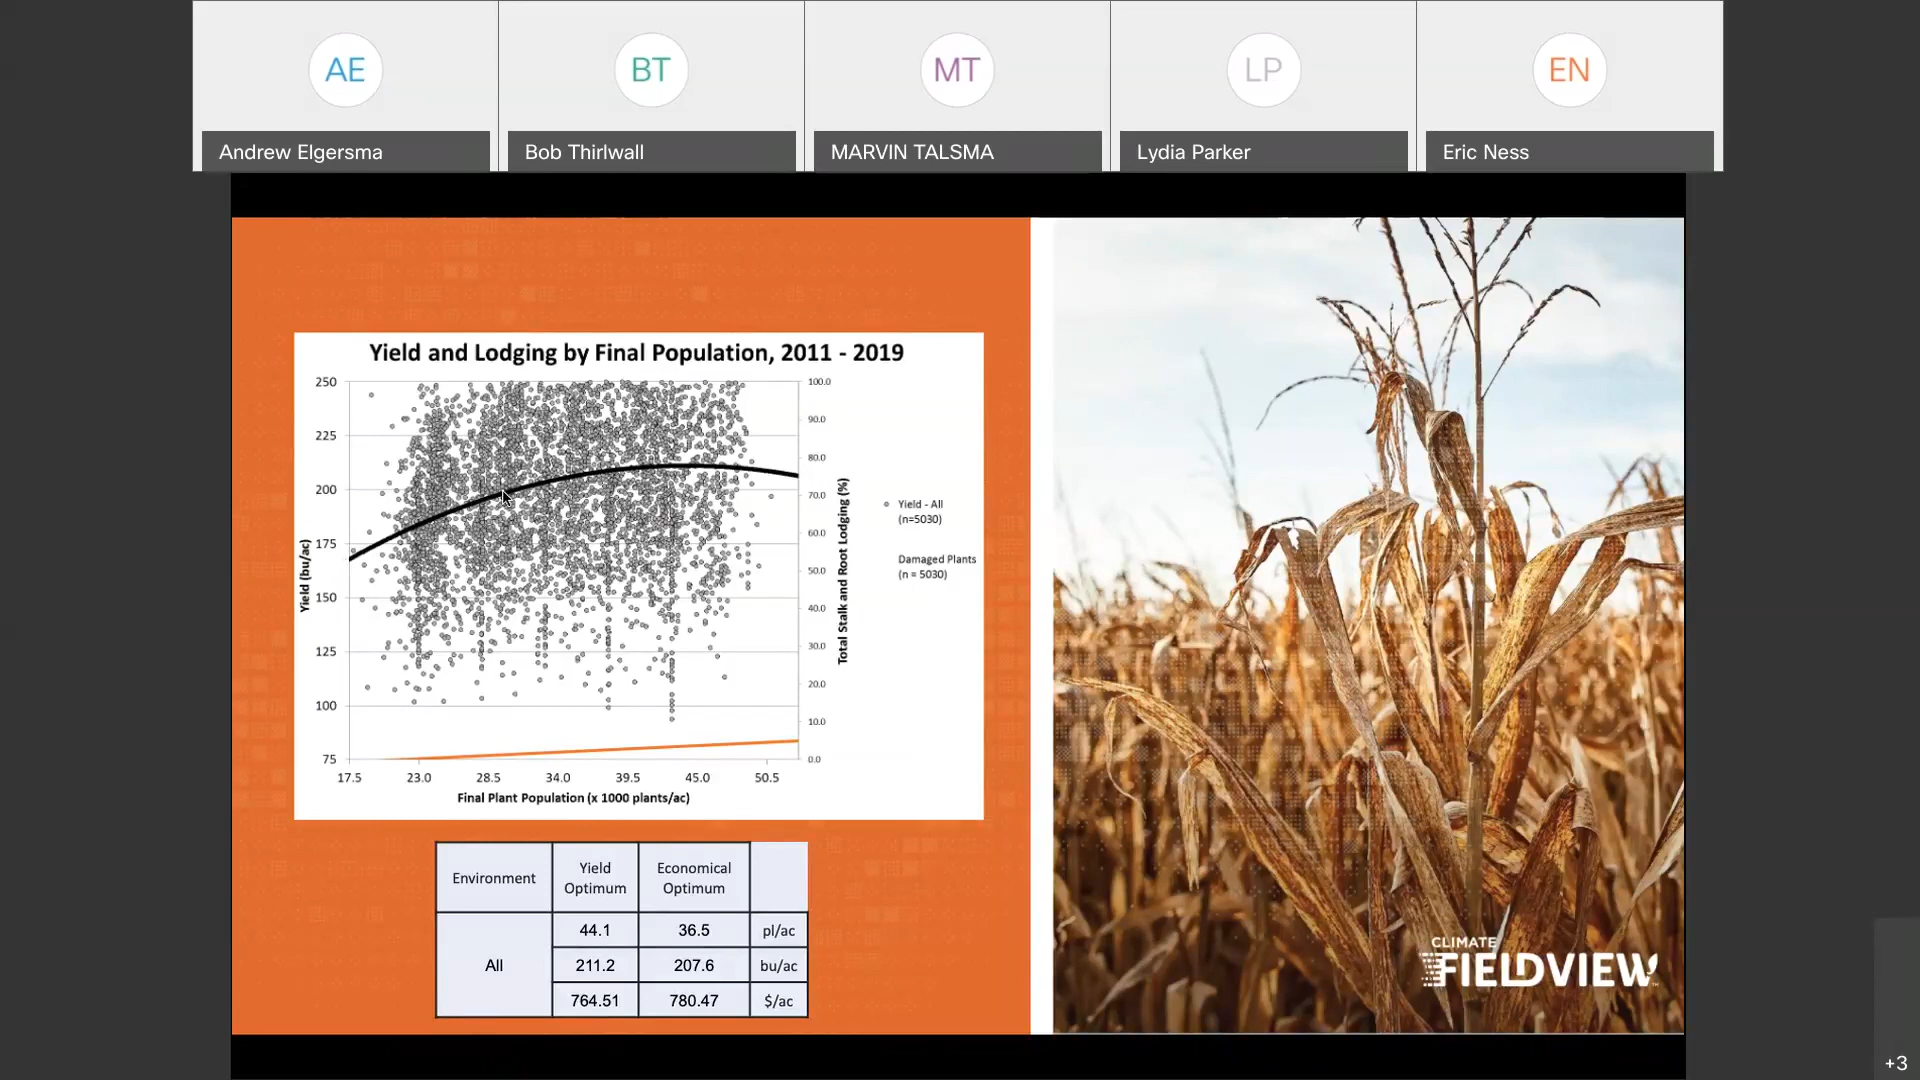 AE
BT
MT
LP
EN
Andrew Elgersma
Bob Thirlwall
MARVIN TALSMA
Lydia Parker
Eric Ness
Yield and Lodging by Final Population, 2011 - 2019
250
225
200
175
150
125
100
75
Yield (bu/ac)
100.0
90.0
80.0
70.0
60.0
50.0
40.0
30.0
20.0
10.0
0.0
Total Stalk and Root Lodging (%)
Yield - All
(n=5030)
Damaged Plants
(n = 5030)
17.5 23.0 28.5 34.0 39.5 45.0 50.5
Final Plant Population (x 1000 plants/ac)
Environment
Yield
Optimum
Economical
Optimum
All
44.1 36.5 pl/ac
211.2 207.6 bu/ac
764.51 780.47 $/ac
CLIMATE
FIELDVIEW™
+3